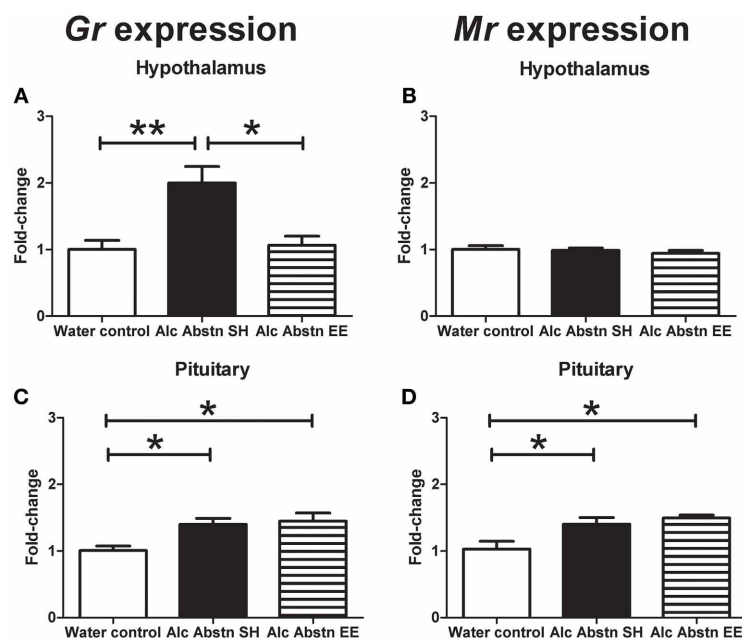 Gr expression
Mr expression
Hypothalamus
Hypothalamus
A
3
2
1
0
Fold-change
**
*
Water control Alc Abstn SH Alc Abstn EE
B
3
2
1
0
Fold-change
Water control Alc Abstn SH Alc Abstn EE
Pituitary
Pituitary
C
3
2
1
0
Fold-change
*
*
Water control Alc Abstn SH Alc Abstn EE
D
3
2
1
0
Fold-change
*
*
Water control Alc Abstn SH Alc Abstn EE